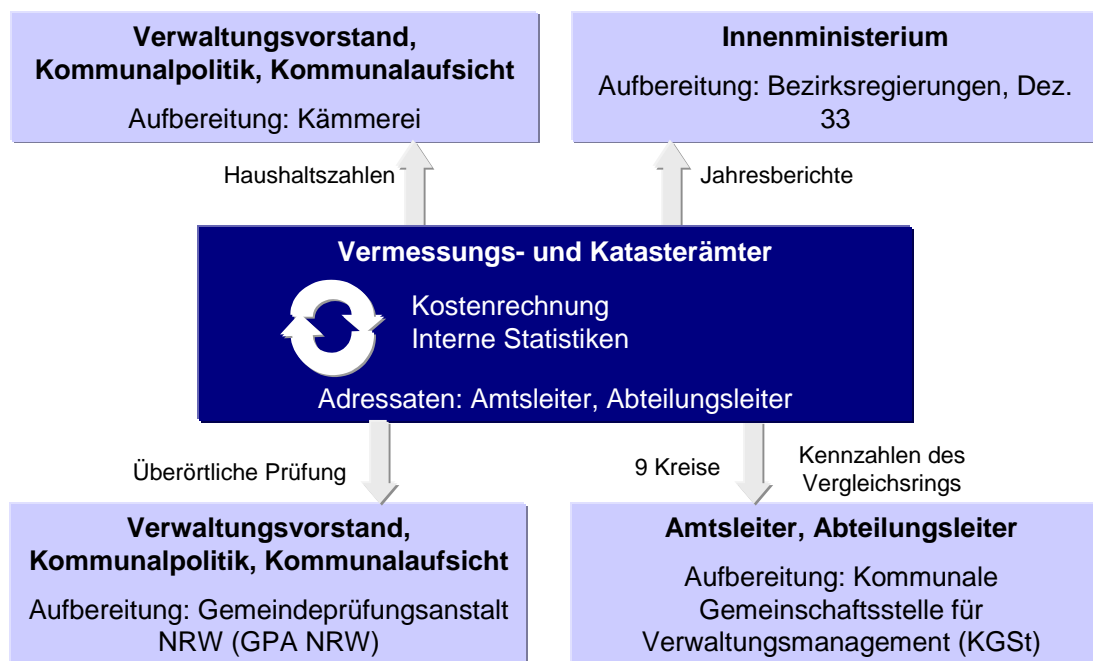 Verwaltungsvorstand,
Kommunalpolitik, Kommunalaufsicht
Aufbereitung: Kämmerei
Innenministerium
Aufbereitung: Bezirksregierungen, Dez.
33
Haushaltszahlen
Jahresberichte
Vermessungs- und Katasterämter
Kostenrechnung
Interne Statistiken
Adressaten: Amtsleiter, Abteilungsleiter
Überörtliche Prüfung
9 Kreise
Kennzahlen des
Vergleichsrings
Verwaltungsvorstand,
Kommunalpolitik, Kommunalaufsicht
Aufbereitung: Gemeindeprüfungsanstalt
NRW (GPA NRW)
Amtsleiter, Abteilungsleiter
Aufbereitung: Kommunale
Gemeinschaftsstelle für
Verwaltungsmanagement (KGSt)